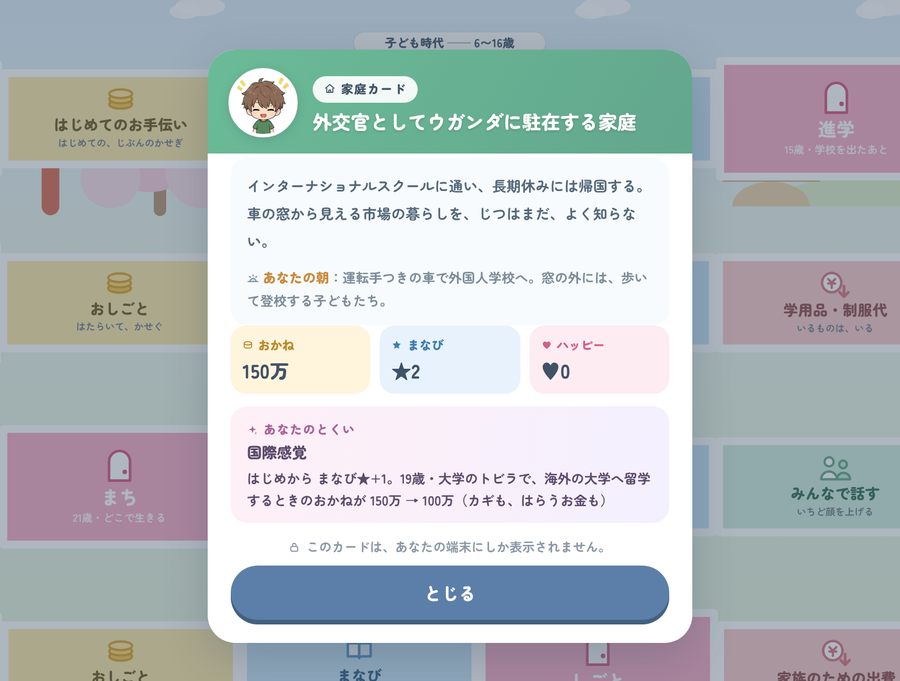 子ども時代 ── 6〜16歳
家庭カード
外交官としてウガンダに駐在する家庭
インターナショナルスクールに通い、長期休みには帰国する。
車の窓から見える市場の暮らしを、じつはまだ、よく知らな
い。
あなたの朝：運転手つきの車で外国人学校へ。窓の外には、歩い
て登校する子どもたち。
おかね
150万
まなび
★2
ハッピー
♥0
あなたのとくい
国際感覚
はじめから まなび★+1。19歳・大学のトビラで、海外の大学へ留学
するときのおかねが 150万 → 100万（カギも、はらうお金も）
このカードは、あなたの端末にしか表示されません。
とじる
はじめてのお手伝い
はじめての、じぶんのかせぎ
進学
15歳・学校を出たあと
おしごと
はたらいて、かせぐ
学用品・制服代
いるものは、いる
まち
21歳・どこで生きる
みんなで話す
いちど顔を上げる
おしごと
まなび
しごと
家族のための出費